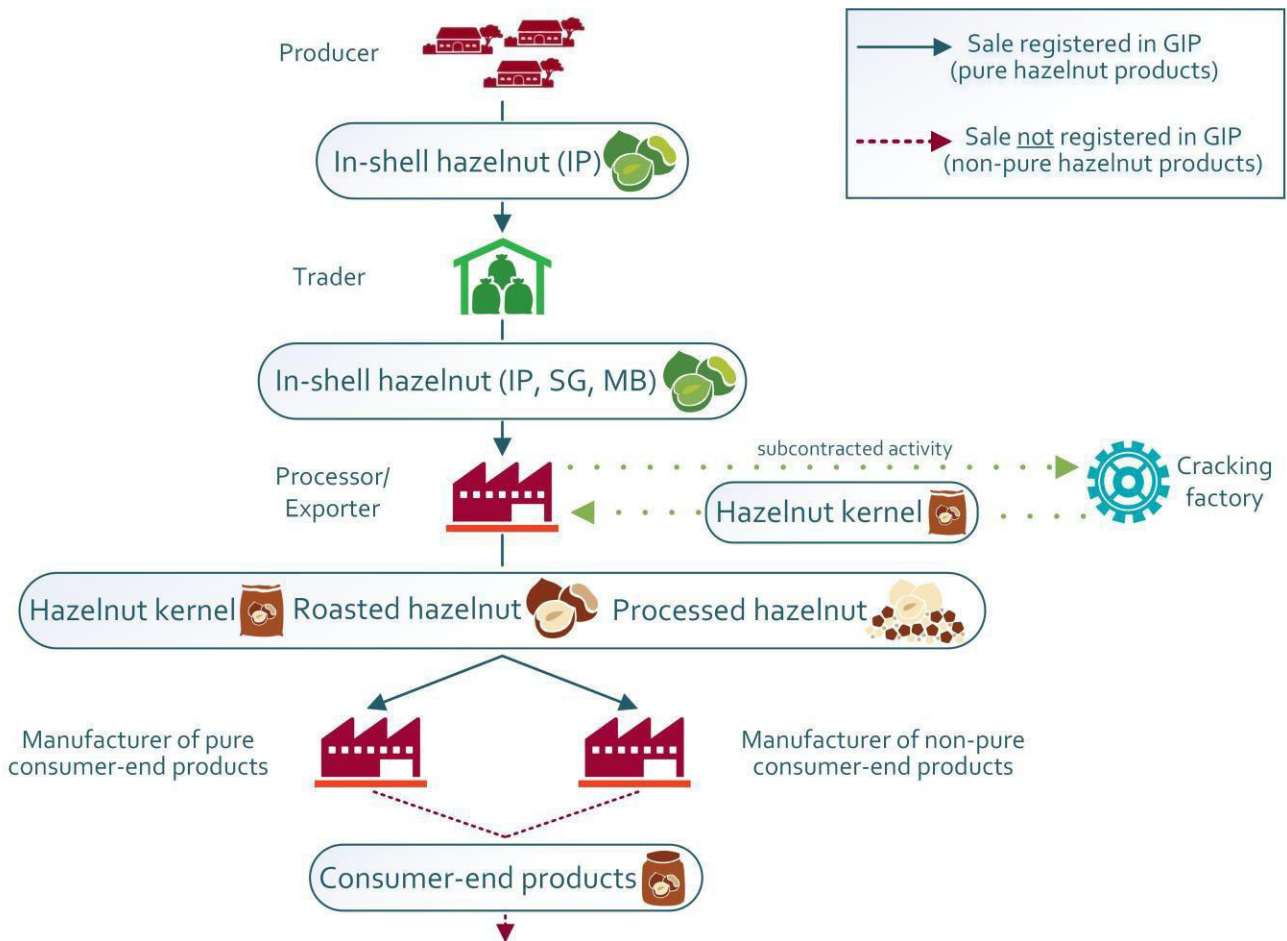 Producer
Sale registered in GIP
(pure hazelnut products)
Sale not registered in GIP
(non-pure hazelnut products)
In-shell hazelnut (IP)
Trader
In-shell hazelnut (IP, SG, MB)
Processor/
Exporter
subcontracted activity
Hazelnut kernel
Cracking
factory
Hazelnut kernel
Roasted hazelnut
Processed hazelnut
Manufacturer of pure
consumer-end products
Manufacturer of non-pure
consumer-end products
Consumer-end products